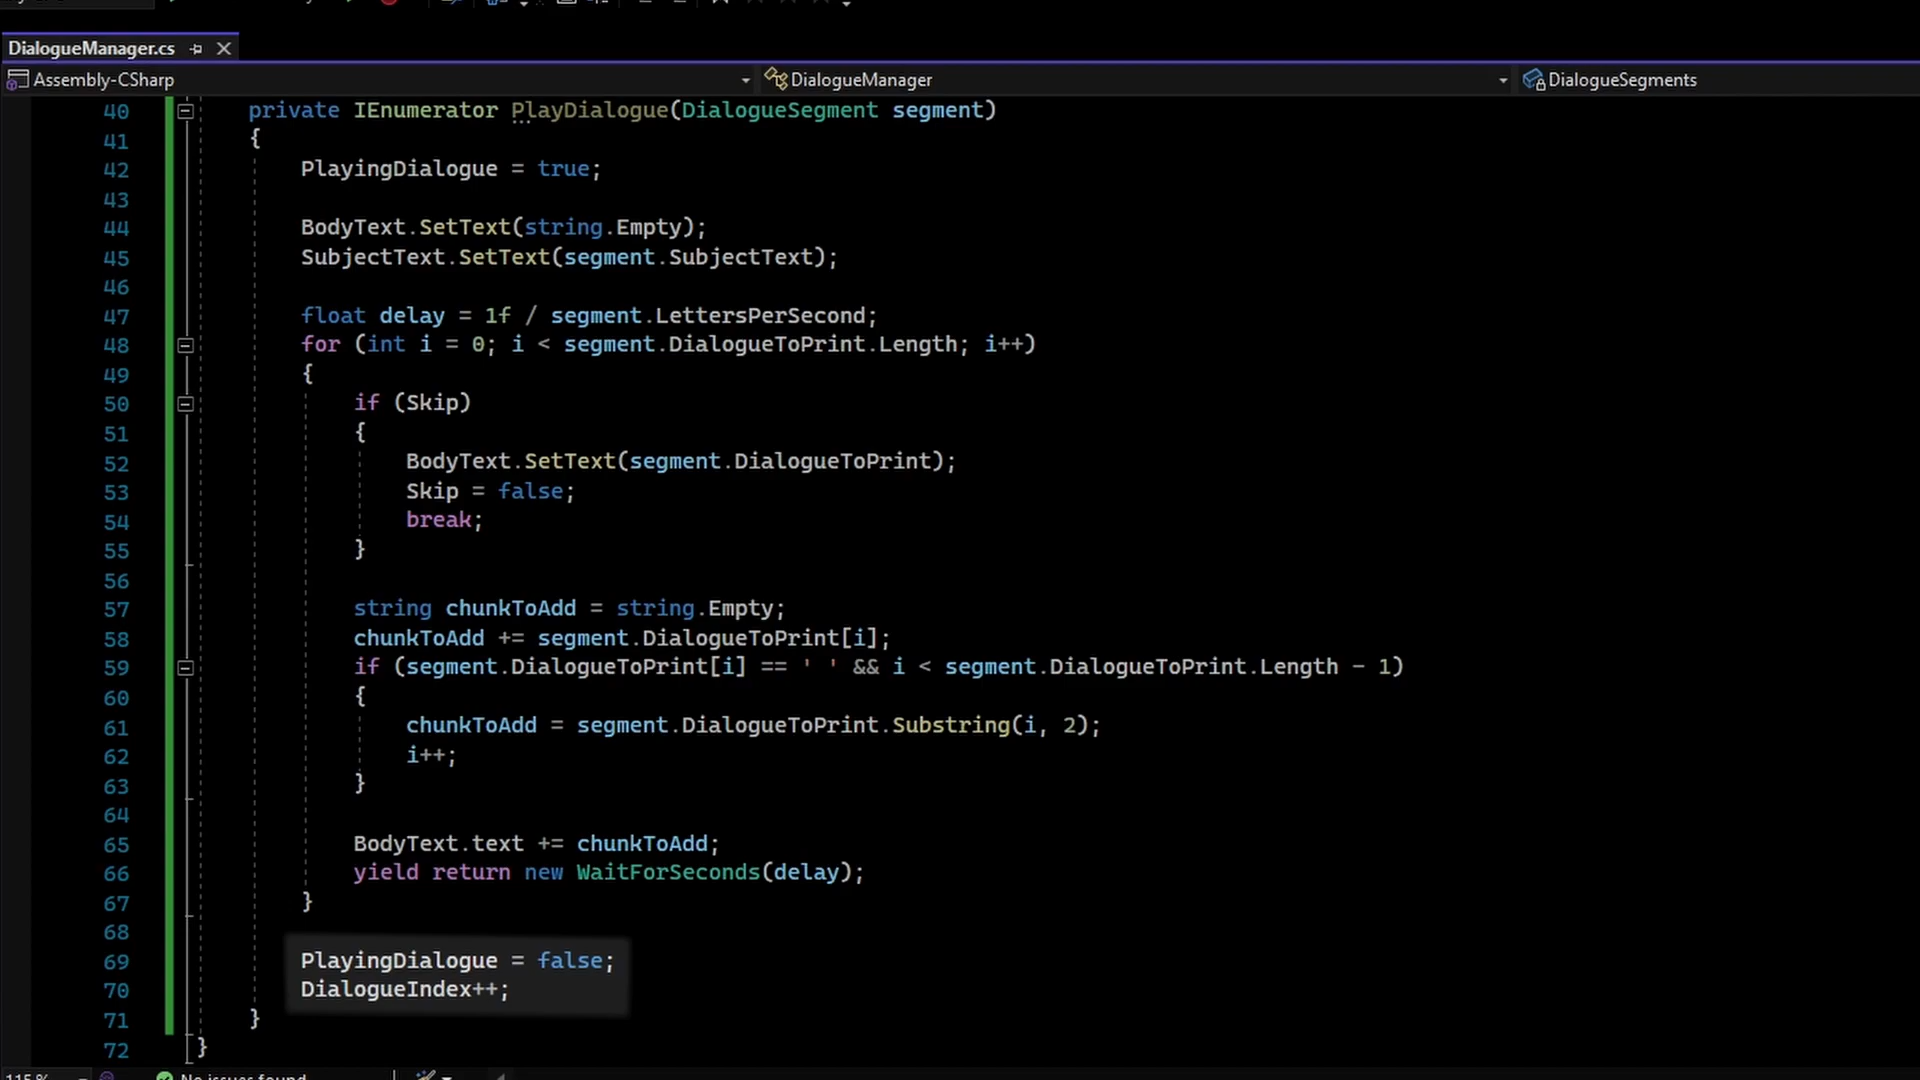 DialogueManager.cs
Assembly-CSharp DialogueManager DialogueSegments
40 private IEnumerator PlayDialogue(DialogueSegment segment)
41 {
42 PlayingDialogue = true;
43
44 BodyText.SetText(string.Empty);
45 SubjectText.SetText(segment.SubjectText);
46
47 float delay = 1f / segment.LettersPerSecond;
48 for (int i = 0; i < segment.DialogueToPrint.Length; i++)
49 {
50 if (Skip)
51 {
52 BodyText.SetText(segment.DialogueToPrint);
53 Skip = false;
54 break;
55 }
56
57 string chunkToAdd = string.Empty;
58 chunkToAdd += segment.DialogueToPrint[i];
59 if (segment.DialogueToPrint[i] == ' ' && i < segment.DialogueToPrint.Length - 1)
60 {
61 chunkToAdd = segment.DialogueToPrint.Substring(i, 2);
62 i++;
63 }
64
65 BodyText.text += chunkToAdd;
66 yield return new WaitForSeconds(delay);
67 }
68
69 PlayingDialogue = false;
70 DialogueIndex++;
71 }
72 }
115 % No issues found